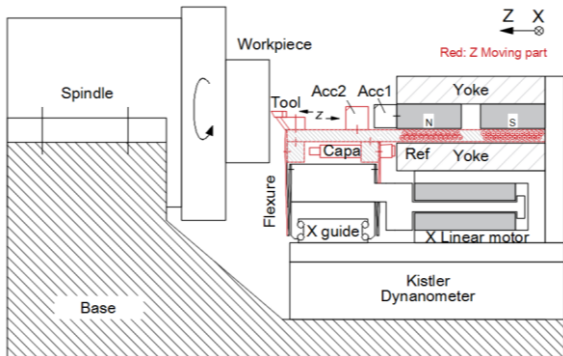 Z X
Red: Z Moving part
Workpiece
Spindle
Tool
Z
Acc2 Acc1
Yoke
N S
Capa
Ref
Yoke
Flexure
X guide
X Linear motor
Kistler
Dynanometer
Base